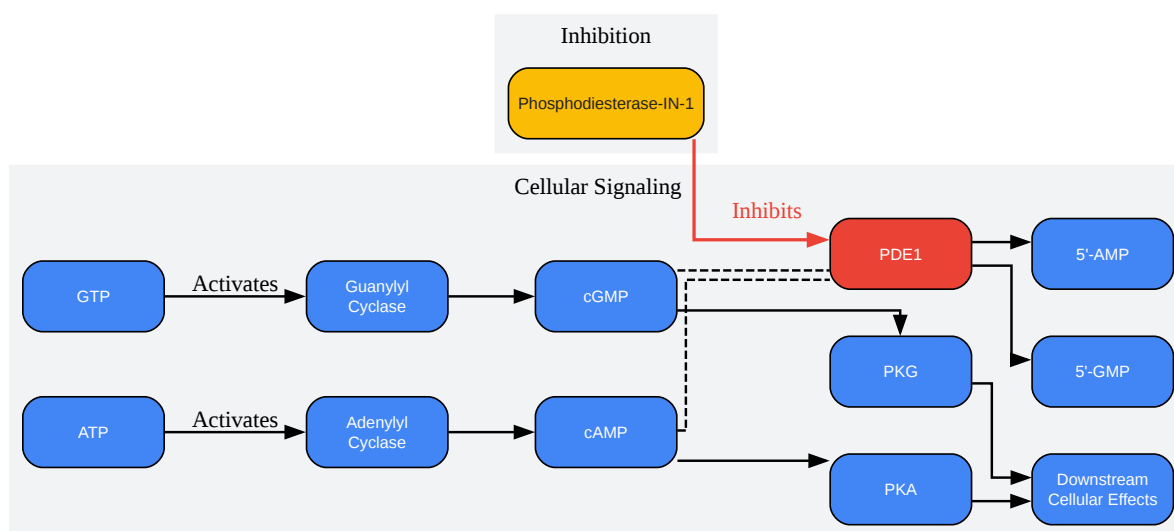 Inhibition
Phosphodiesterase-IN-1
Cellular Signaling
Inhibits
PDE1
5'-AMP
GTP
Activates
Guanylyl
Cyclase
cGMP
PKG
5'-GMP
ATP
Activates
Adenylyl
Cyclase
cAMP
PKA
Downstream
Cellular Effects